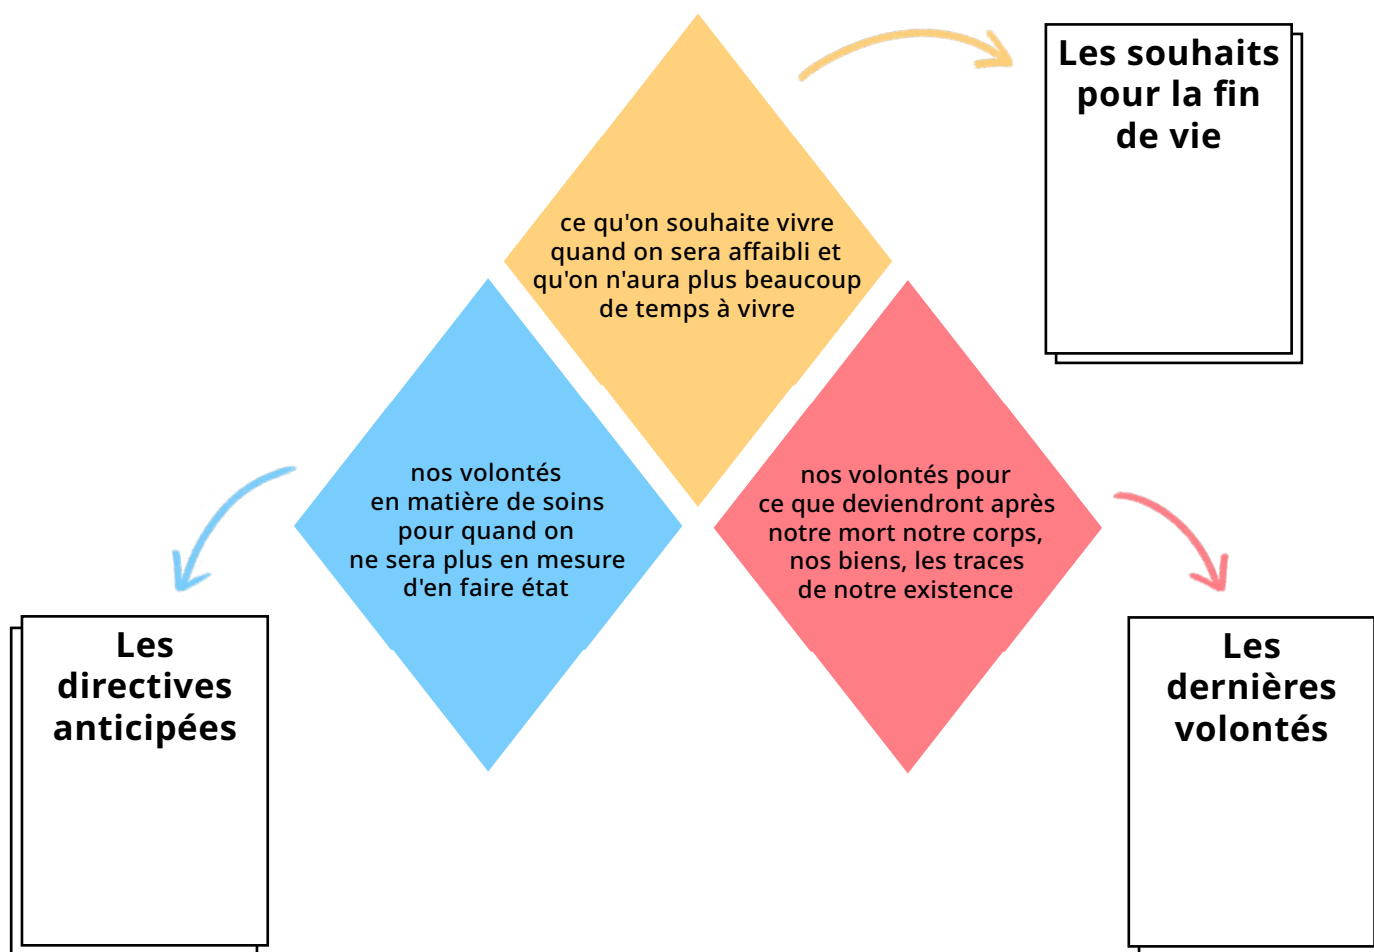 Les souhaits
pour la fin
de vie
ce qu'on souhaite vivre
quand on sera affaibli et
qu'on n'aura plus beaucoup
de temps à vivre
nos volontés
en matière de soins
pour quand on
ne sera plus en mesure
d'en faire état
nos volontés pour
ce que deviendront après
notre mort notre corps,
nos biens, les traces
de notre existence
Les
directives
anticipées
Les
dernières
volontés